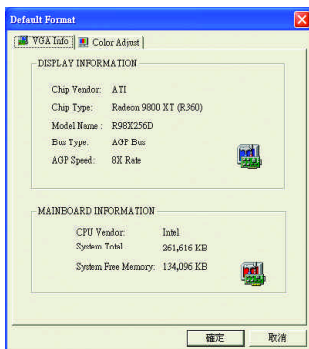 Default Format
VGA Info Color Adjust
DISPLAY INFORMATION
Chip Vendor: ATI
Chip Type: Radeon 9800 XT (R360)
Model Name : R98X256D
Bus Type: AGP Bus
AGP Speed: 8X Rate
MAINBOARD INFORMATION
CPU Vendor: Intel
System Total 261,616 KB
System Free Memory: 134,096 KB
確定 取消